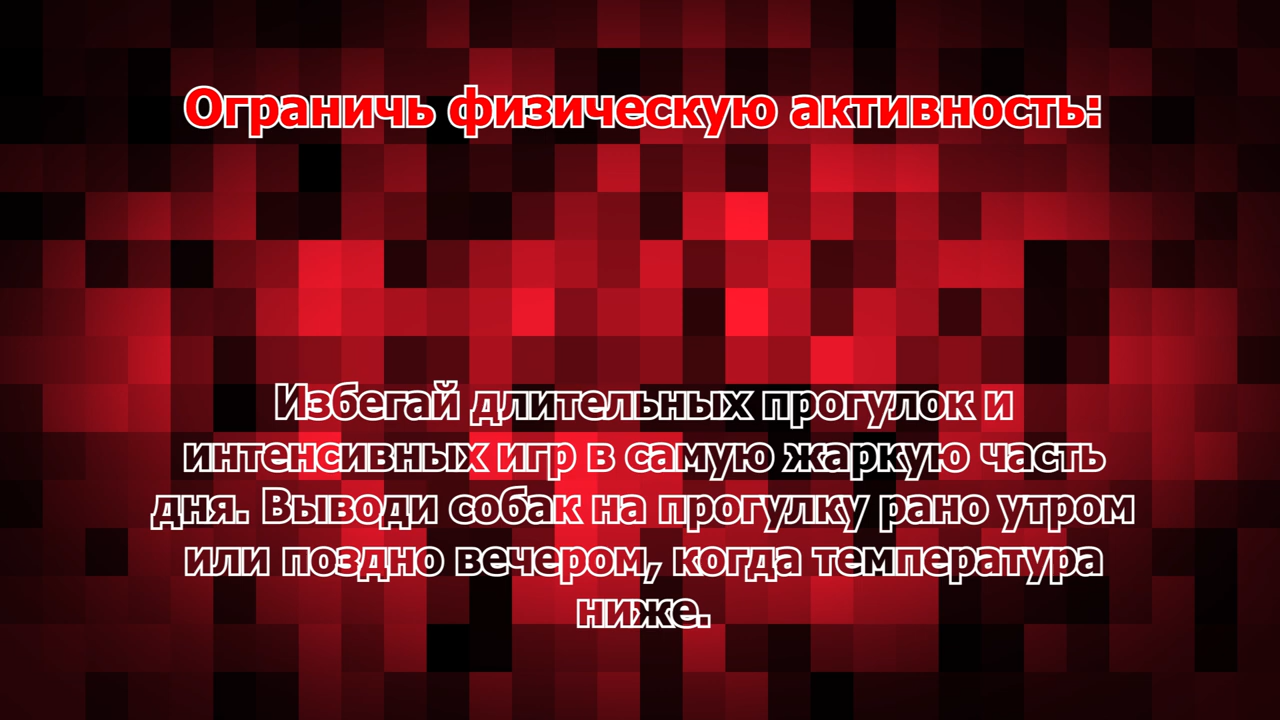 Ограничь физическую активность:
Избегай длительных прогулок и
интенсивных игр в самую жаркую часть
дня. Выводи собак на прогулку рано утром
или поздно вечером, когда температура
ниже.